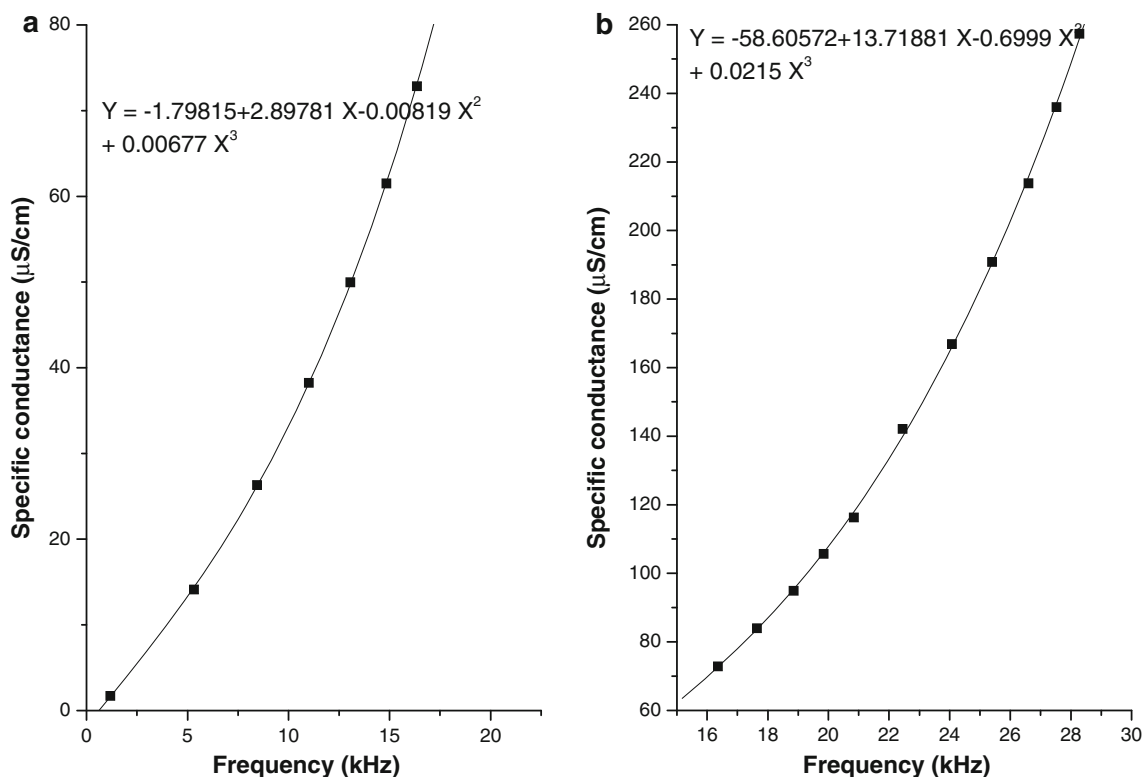 a
80
60
40
20
0
Y = -1.79815+2.89781 X-0.00819 X²
+ 0.00677 X³
Specific conductance (μS/cm)
0 5 10 15 20
Frequency (kHz)
b
260
240
220
200
180
160
140
120
100
80
60
Y = -58.60572+13.71881 X-0.6999 X²
+ 0.0215 X³
Specific conductance (μS/cm)
16 18 20 22 24 26 28 30
Frequency (kHz)